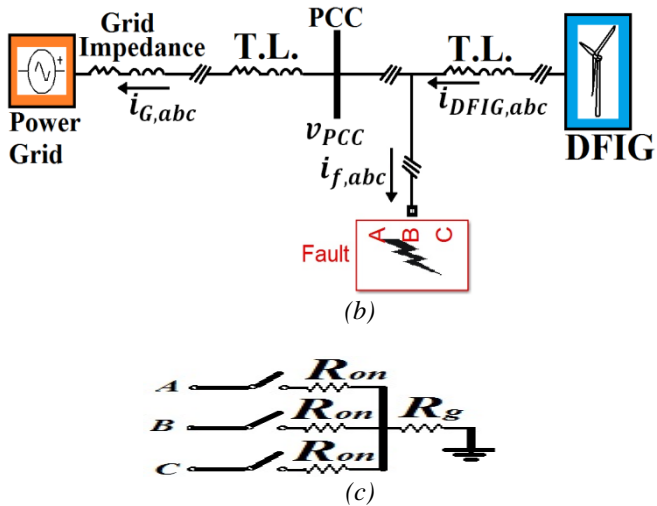 Grid
Impedance
T.L.
PCC
T.L.
+
i_{G,abc}
i_{DFIG,abc}
Power
Grid
v_{PCC}
DFIG
i_{f,abc}
Fault
A B C
(b)
A R_{on}
B R_{on} R_g
C R_{on}
(c)